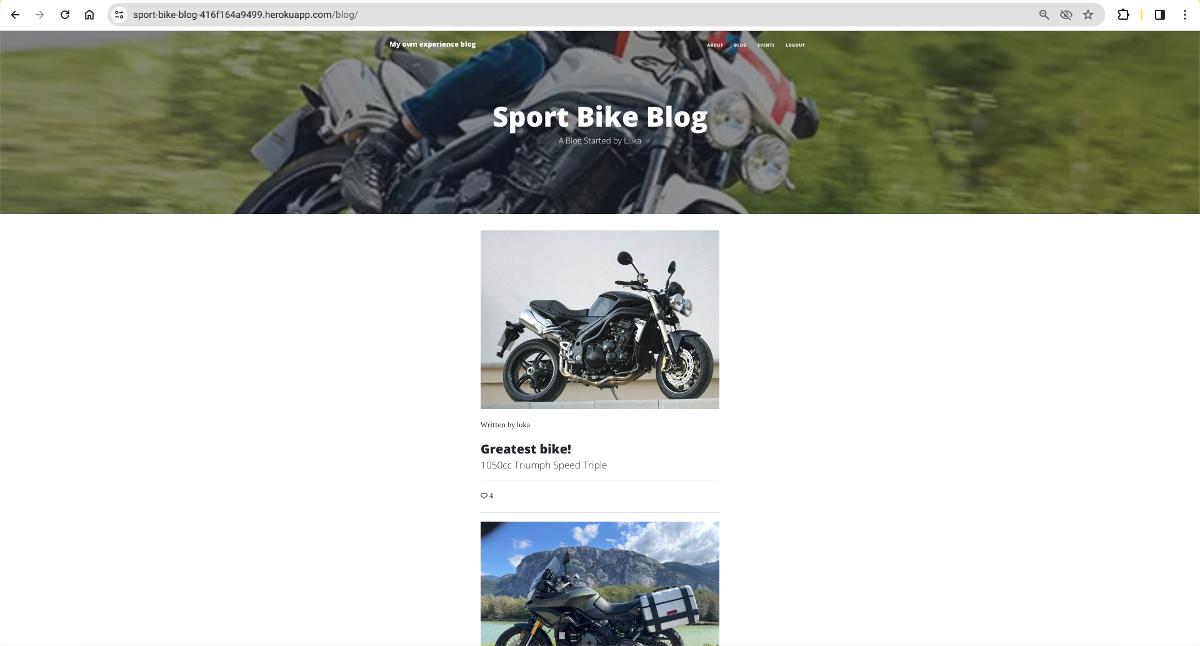 sport-bike-blog-416f164a9499.herokuapp.com/blog/
My own experience blog
ABOUT BLOG EVENTS LOGOUT
Sport Bike Blog
A Blog Started by Luka
Written by luka
Greatest bike!
1050cc Triumph Speed Triple
4